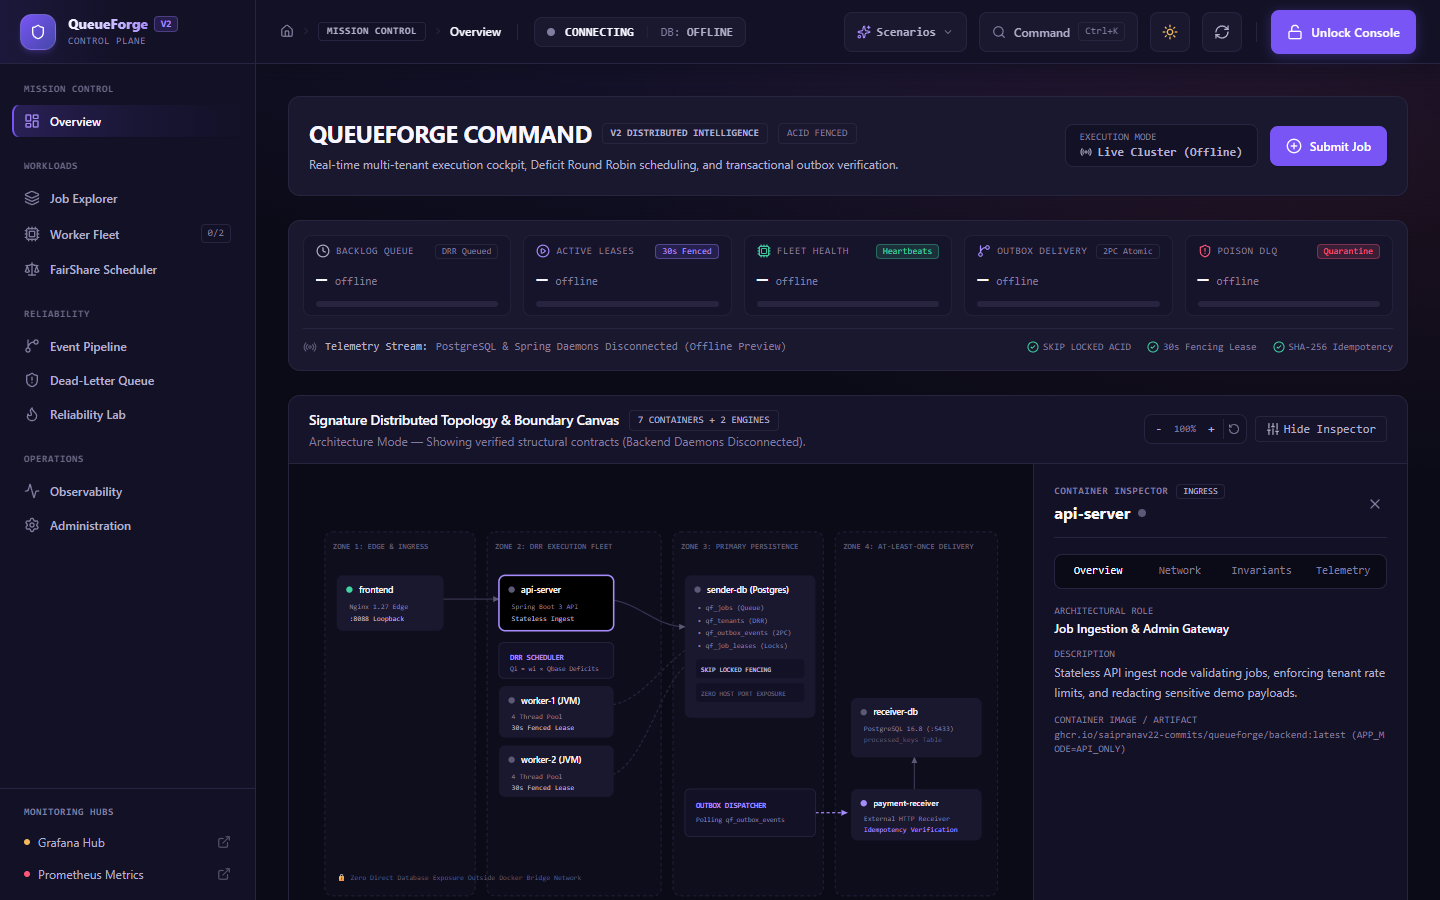 QueueForge V2
CONTROL PLANE
MISSION CONTROL
Overview
CONNECTING
DB: OFFLINE
Scenarios
Command Ctrl+K
Unlock Console
MISSION CONTROL
Overview
WORKLOADS
Job Explorer
Worker Fleet 0/2
FairShare Scheduler
RELIABILITY
Event Pipeline
Dead-Letter Queue
Reliability Lab
OPERATIONS
Observability
Administration
MONITORING HUBS
Grafana Hub
Prometheus Metrics
QUEUEFORGE COMMAND V2 DISTRIBUTED INTELLIGENCE ACID FENCED
Real-time multi-tenant execution cockpit, Deficit Round Robin scheduling, and transactional outbox verification.
EXECUTION MODE
Live Cluster (Offline)
Submit Job
BACKLOG QUEUE DRR Queued
— offline
ACTIVE LEASES 30s Fenced
— offline
FLEET HEALTH Heartbeats
— offline
OUTBOX DELIVERY 2PC Atomic
— offline
POISON DLQ Quarantine
— offline
Telemetry Stream: PostgreSQL & Spring Daemons Disconnected (Offline Preview)
SKIP LOCKED ACID
30s Fencing Lease
SHA-256 Idempotency
Signature Distributed Topology & Boundary Canvas 7 CONTAINERS + 2 ENGINES
Architecture Mode — Showing verified structural contracts (Backend Daemons Disconnected).
- 100% +
Hide Inspector
ZONE 1: EDGE & INGRESS
frontend
Nginx 1.27 Edge
:8088 Loopback
ZONE 2: DRR EXECUTION FLEET
api-server
Spring Boot 3 API
Stateless Ingest
DRR SCHEDULER
Qi = wi × Qbase Deficits
worker-1 (JVM)
4 Thread Pool
30s Fenced Lease
worker-2 (JVM)
4 Thread Pool
30s Fenced Lease
ZONE 3: PRIMARY PERSISTENCE
sender-db (Postgres)
• qf_jobs (Queue)
• qf_tenants (DRR)
• qf_outbox_events (2PC)
• qf_job_leases (Locks)
SKIP LOCKED FENCING
ZERO HOST PORT EXPOSURE
OUTBOX DISPATCHER
Polling qf_outbox_events
ZONE 4: AT-LEAST-ONCE DELIVERY
receiver-db
PostgreSQL 16.8 (:5433)
processed_keys Table
payment-receiver
External HTTP Receiver
Idempotency Verification
Zero Direct Database Exposure Outside Docker Bridge Network
CONTAINER INSPECTOR INGRESS
api-server
Overview Network Invariants Telemetry
ARCHITECTURAL ROLE
Job Ingestion & Admin Gateway
DESCRIPTION
Stateless API ingest node validating jobs, enforcing tenant rate
limits, and redacting sensitive demo payloads.
CONTAINER IMAGE / ARTIFACT
ghcr.io/saipranav22-commits/queueforge/backend:latest (APP_M
ODE=API_ONLY)